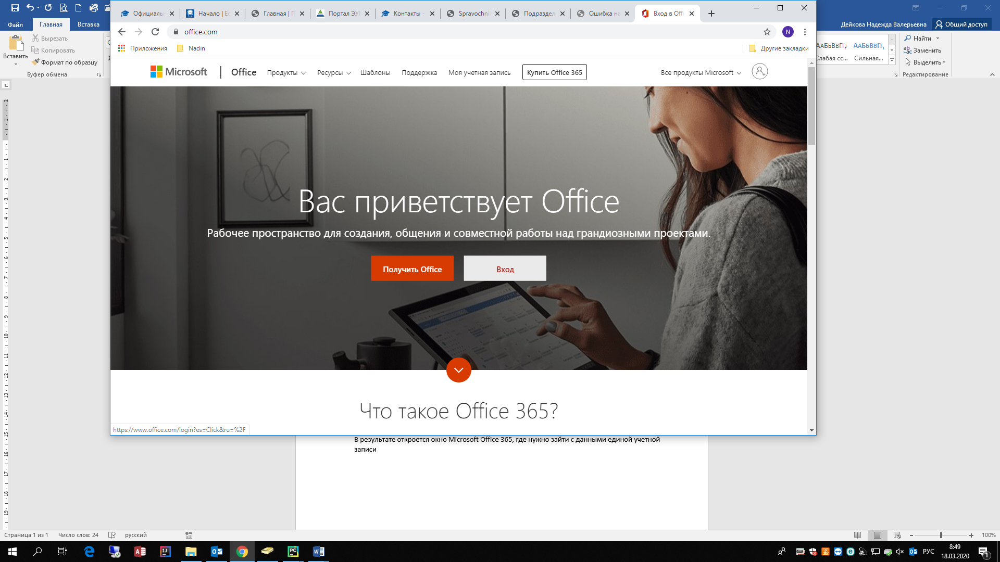 Официальн
Начало | Ес
Главная | П
Портал ЭУ
Контакты -
Spravochni
Подраздел
Ошибка на
Вход в Offi
Дейкова Надежда Валерьевна
Общий доступ
Файл
Главная
Вставка
office.com
N
Приложения
Nadin
Другие закладки
Вырезать
Копировать
Вставить
Формат по образцу
Буфер обмена
АаБбВвГг
АаБбВвГг
Слабая сс...
Сильная...
Найти
Заменить
Выделить
Редактирование
Microsoft
Office
Продукты
Ресурсы
Шаблоны
Поддержка
Моя учетная запись
Купить Office 365
Все продукты Microsoft
Вас приветствует Office
Рабочее пространство для создания, общения и совместной работы над грандиозными проектами.
Получить Office
Вход
Что такое Office 365?
https://www.office.com/login?es=Click&ru=%2F
В результате откроется окно Microsoft Office 365, где нужно зайти с данными единой учетной
записи
Страница 1 из 1
Число слов: 24
русский
100%
РУС
8:49
18.03.2020
1